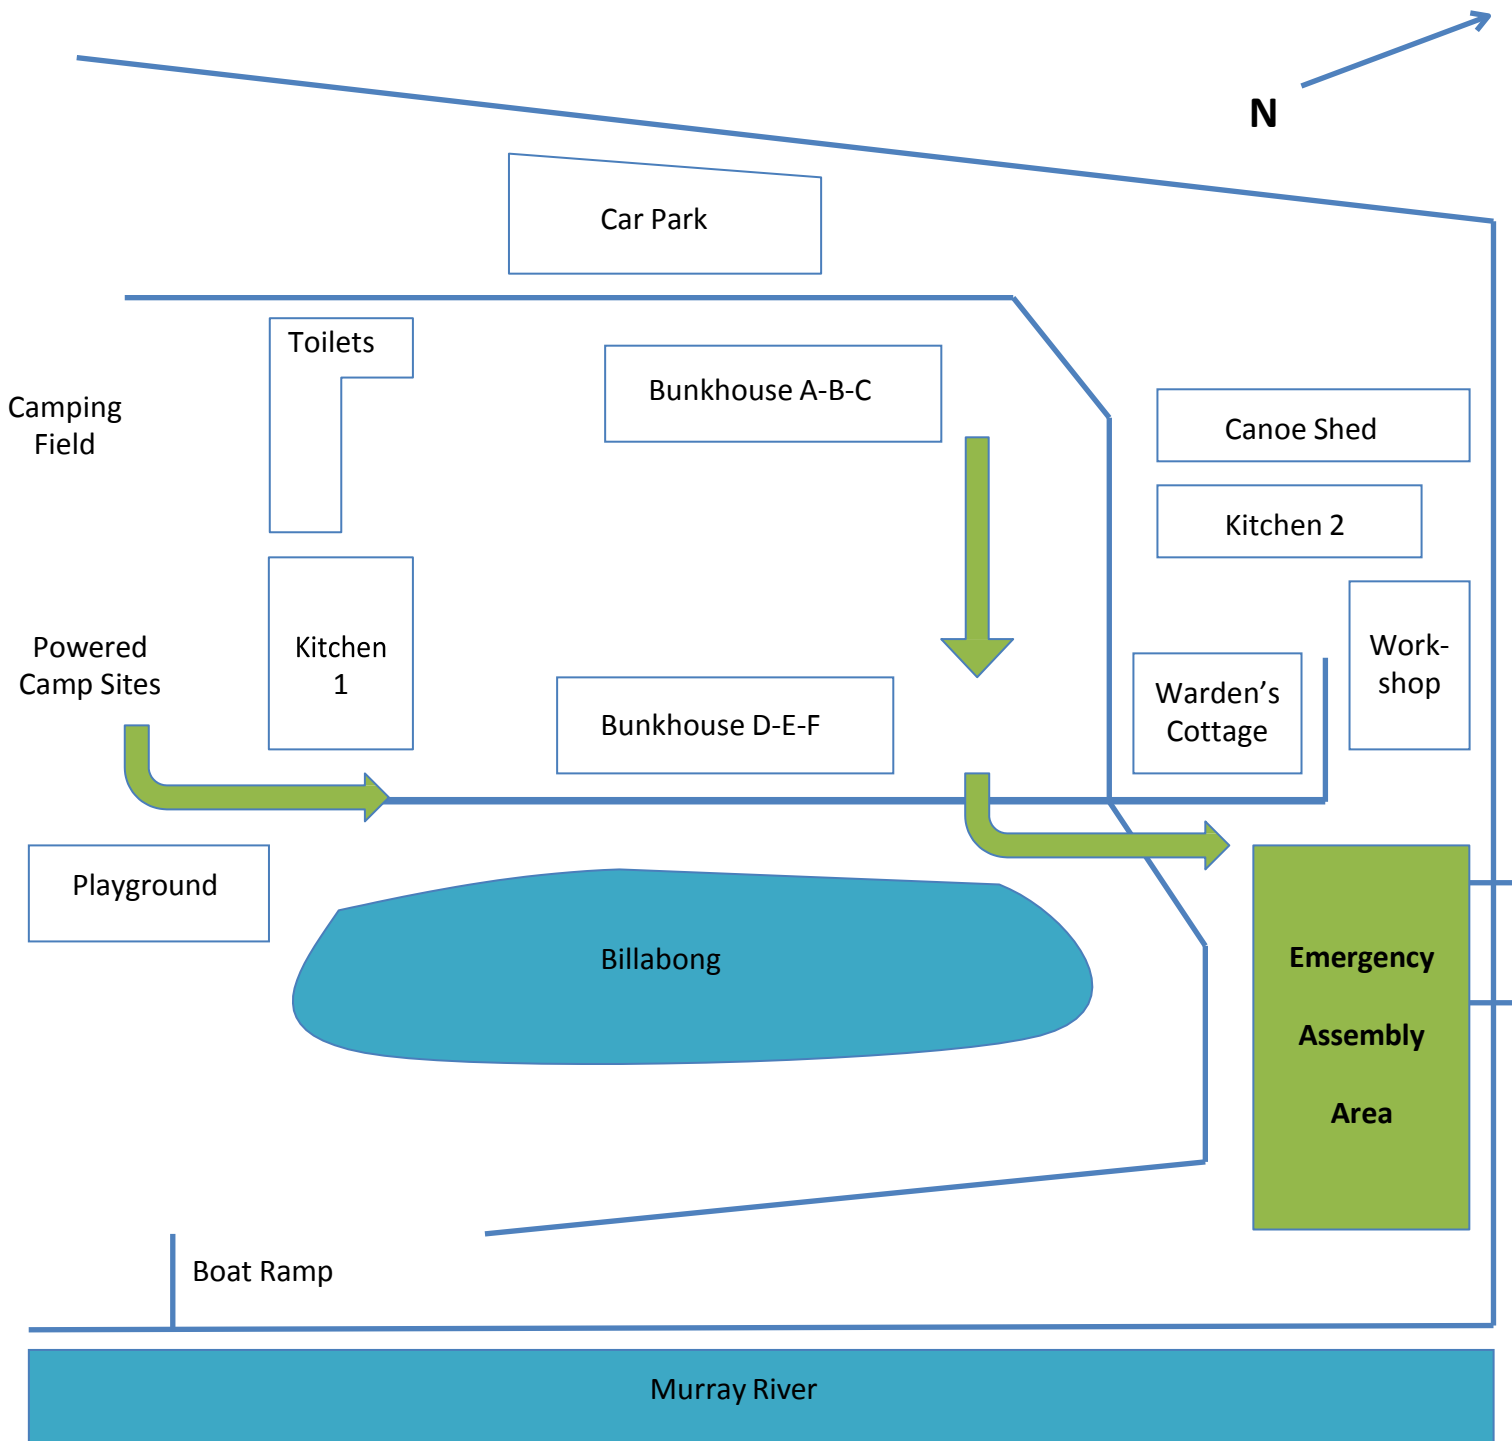 N
Car Park
Toilets
Bunkhouse A-B-C
Camping
Field
Canoe Shed
Kitchen 2
Powered
Camp Sites
Kitchen
1
Work-
shop
Warden’s
Cottage
Bunkhouse D-E-F
Playground
Billabong
Emergency
Assembly
Area
Boat Ramp
Murray River